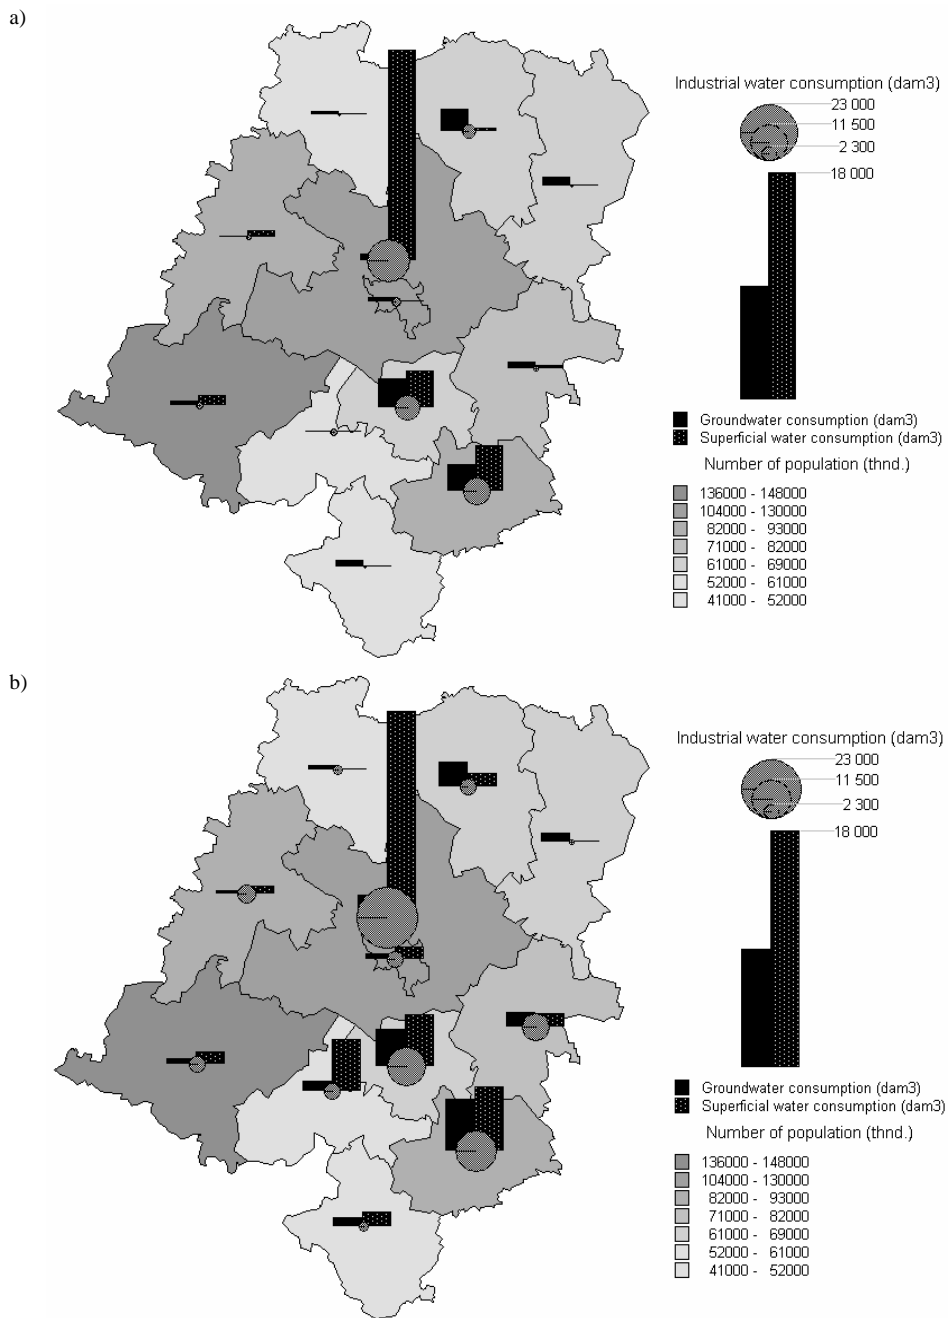 a)
Industrial water consumption (dam3)
23 000
11 500
2 300
18 000
Groundwater consumption (dam3)
Superficial water consumption (dam3)
Number of population (thnd.)
136000 - 148000
104000 - 130000
82000 - 93000
71000 - 82000
61000 - 69000
52000 - 61000
41000 - 52000
b)
Industrial water consumption (dam3)
23 000
11 500
2 300
18 000
Groundwater consumption (dam3)
Superficial water consumption (dam3)
Number of population (thnd.)
136000 - 148000
104000 - 130000
82000 - 93000
71000 - 82000
61000 - 69000
52000 - 61000
41000 - 52000